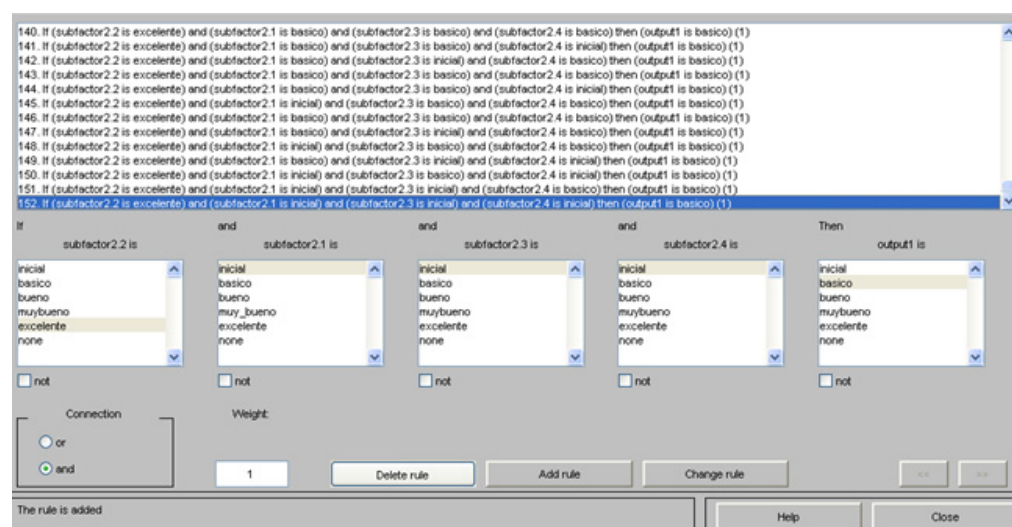 140. If (subfactor2.2 is excelente) and (subfactor2.1 is basico) and (subfactor2.3 is basico) and (subfactor2.4 is basico) then (output1 is basico) (1)
141. If (subfactor2.2 is excelente) and (subfactor2.1 is basico) and (subfactor2.3 is basico) and (subfactor2.4 is inicial) then (output1 is basico) (1)
142. If (subfactor2.2 is excelente) and (subfactor2.1 is basico) and (subfactor2.3 is inicial) and (subfactor2.4 is basico) then (output1 is basico) (1)
143. If (subfactor2.2 is excelente) and (subfactor2.1 is basico) and (subfactor2.3 is basico) and (subfactor2.4 is basico) then (output1 is basico) (1)
144. If (subfactor2.2 is excelente) and (subfactor2.1 is basico) and (subfactor2.3 is basico) and (subfactor2.4 is inicial) then (output1 is basico) (1)
145. If (subfactor2.2 is excelente) and (subfactor2.1 is inicial) and (subfactor2.3 is basico) and (subfactor2.4 is basico) then (output1 is basico) (1)
146. If (subfactor2.2 is excelente) and (subfactor2.1 is basico) and (subfactor2.3 is basico) and (subfactor2.4 is basico) then (output1 is basico) (1)
147. If (subfactor2.2 is excelente) and (subfactor2.1 is basico) and (subfactor2.3 is inicial) and (subfactor2.4 is basico) then (output1 is basico) (1)
148. If (subfactor2.2 is excelente) and (subfactor2.1 is inicial) and (subfactor2.3 is basico) and (subfactor2.4 is basico) then (output1 is basico) (1)
149. If (subfactor2.2 is excelente) and (subfactor2.1 is basico) and (subfactor2.3 is inicial) and (subfactor2.4 is inicial) then (output1 is basico) (1)
150. If (subfactor2.2 is excelente) and (subfactor2.1 is inicial) and (subfactor2.3 is basico) and (subfactor2.4 is inicial) then (output1 is basico) (1)
151. If (subfactor2.2 is excelente) and (subfactor2.1 is inicial) and (subfactor2.3 is inicial) and (subfactor2.4 is basico) then (output1 is basico) (1)
152. If (subfactor2.2 is excelente) and (subfactor2.1 is inicial) and (subfactor2.3 is inicial) and (subfactor2.4 is inicial) then (output1 is basico) (1)
If and and and Then
subfactor2.2 is subfactor2.1 is subfactor2.3 is subfactor2.4 is output1 is
inicial inicial inicial inicial inicial
basico basico basico basico basico
bueno bueno bueno bueno bueno
muybueno muy_bueno muybueno muybueno muybueno
excelente excelente excelente excelente excelente
none none none none none
not not not not not
Connection Weight:
or
and 1 Delete rule Add rule Change rule << >>
The rule is added Help Close